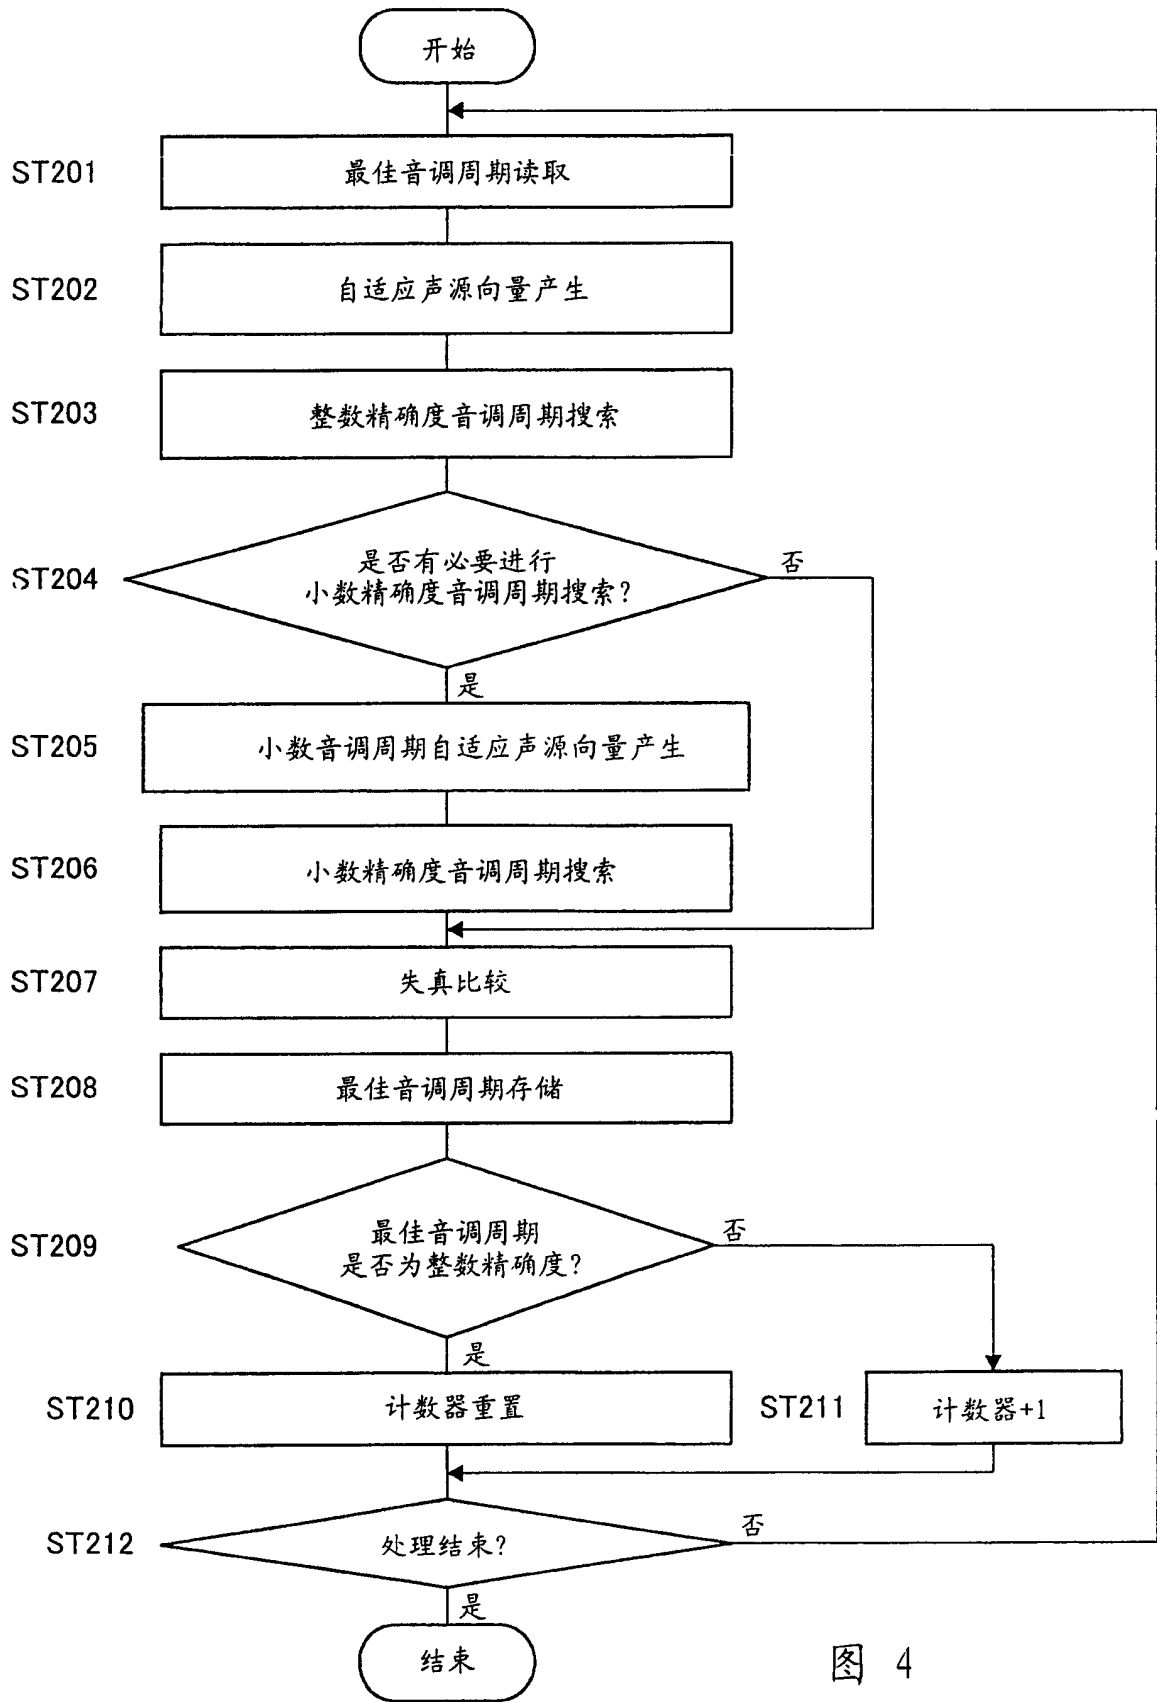 开始
ST201
最佳音调周期读取
ST202
自适应声源向量产生
ST203
整数精确度音调周期搜索
ST204
是否有必要进行
小数精确度音调周期搜索?
否
是
ST205
小数音调周期自适应声源向量产生
ST206
小数精确度音调周期搜索
ST207
失真比较
ST208
最佳音调周期存储
ST209
最佳音调周期
是否为整数精确度?
否
是
ST210
计数器重置
ST211
计数器+1
ST212
处理结束?
否
是
结束
图 4